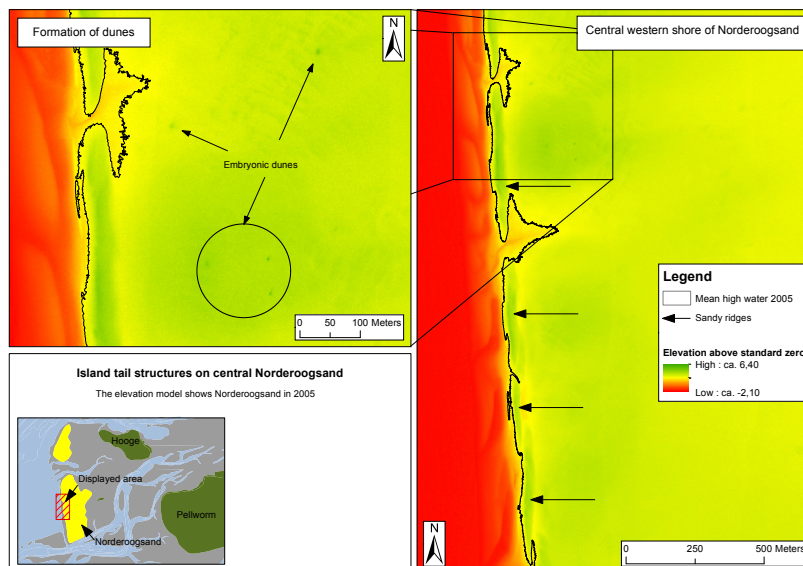 Formation of dunes
N
Embryonic dunes
0 50 100 Meters
Central western shore of Norderoogsand
Legend
Mean high water 2005
Sandy ridges
Elevation above standard zero
High : ca. 6,40
Low : ca. -2,10
N
0 250 500 Meters
Island tail structures on central Norderoogsand
The elevation model shows Norderoogsand in 2005
Hooge
Displayed area
Pellworm
Norderoogsand